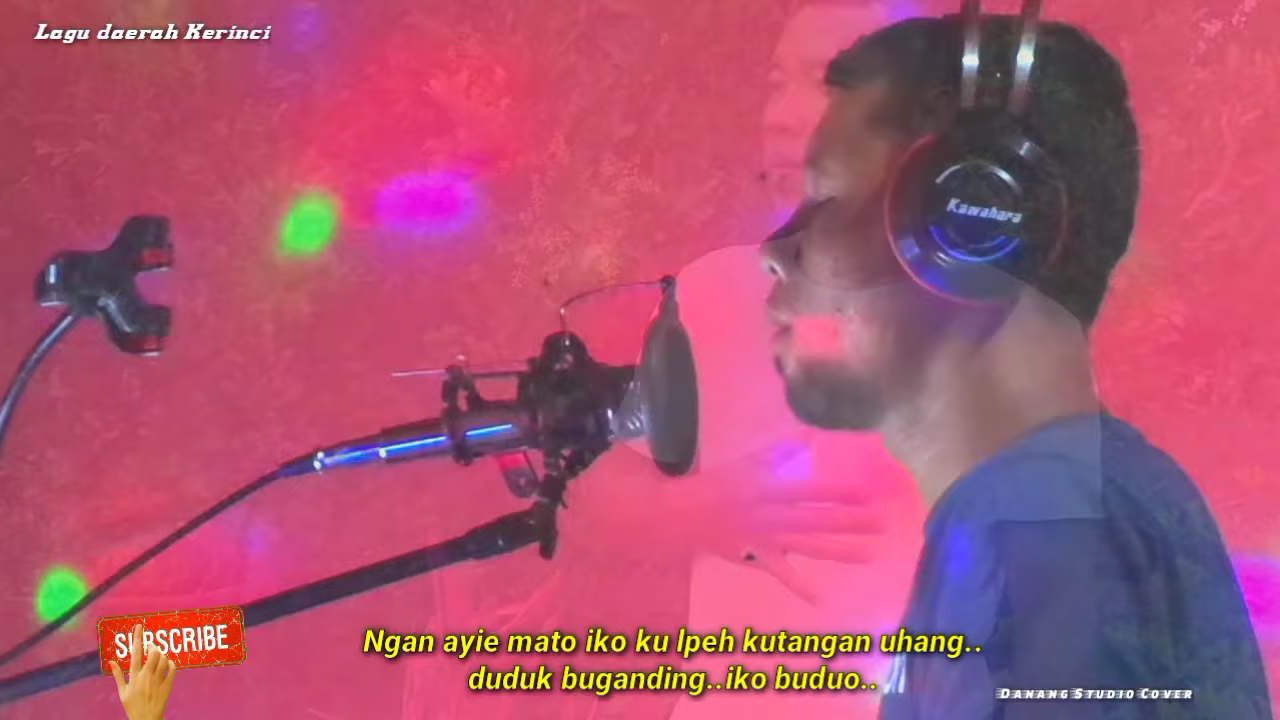 Lagu daerah Kerinci
Kawahara
SUBSCRIBE
Ngan ayie mato iko ku lpeh kutangan uhang..
duduk buganding..iko buduo..
Danang Studio Cover